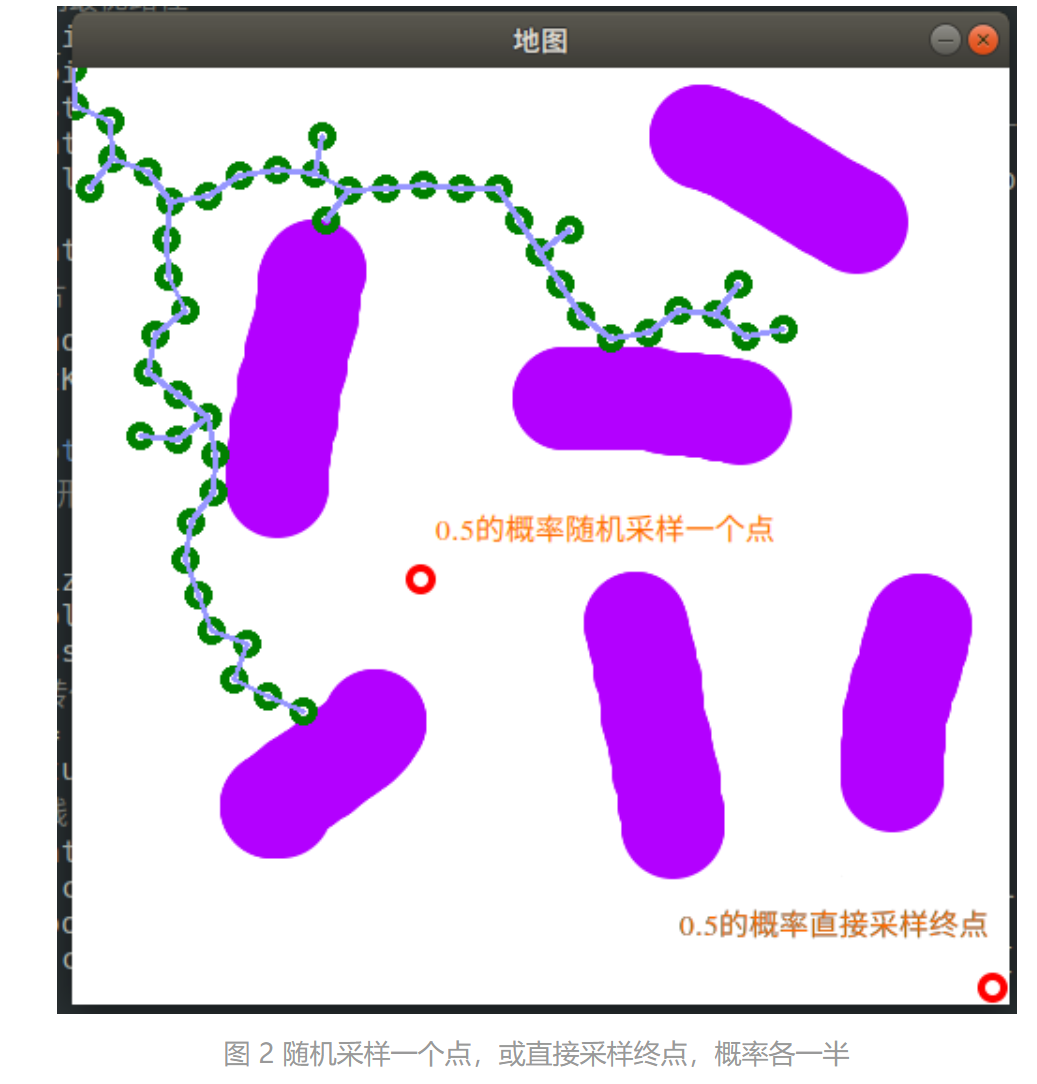 地图
0.5的概率随机采样一个点
0.5的概率直接采样终点
图 2 随机采样一个点，或直接采样终点，概率各一半